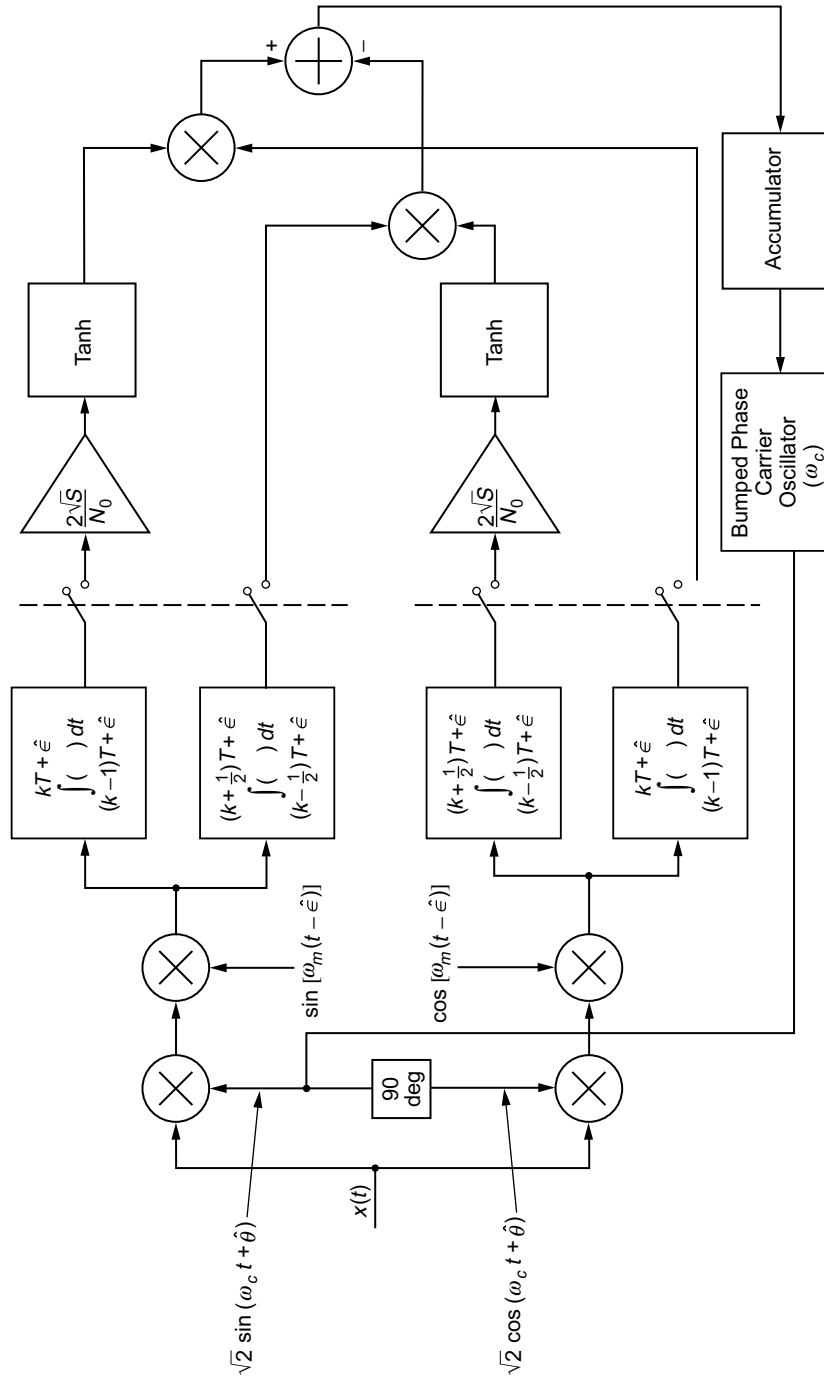 x(t)
√2 sin (ω_c t + θ̂)
√2 cos (ω_c t + θ̂)
90
deg
sin [ω_m (t − ϵ̂)]
cos [ω_m (t − ϵ̂)]
kT + ϵ̂
∫( ) dt
(k − 1)T + ϵ̂
(k + 1/2)T + ϵ̂
∫( ) dt
(k − 1/2)T + ϵ̂
(k + 1/2)T + ϵ̂
∫( ) dt
(k − 1/2)T + ϵ̂
kT + ϵ̂
∫( ) dt
(k − 1)T + ϵ̂
2√S
N_0
2√S
N_0
Tanh
Tanh
+
−
Accumulator
Bumped Phase
Carrier
Oscillator
(ω_c)